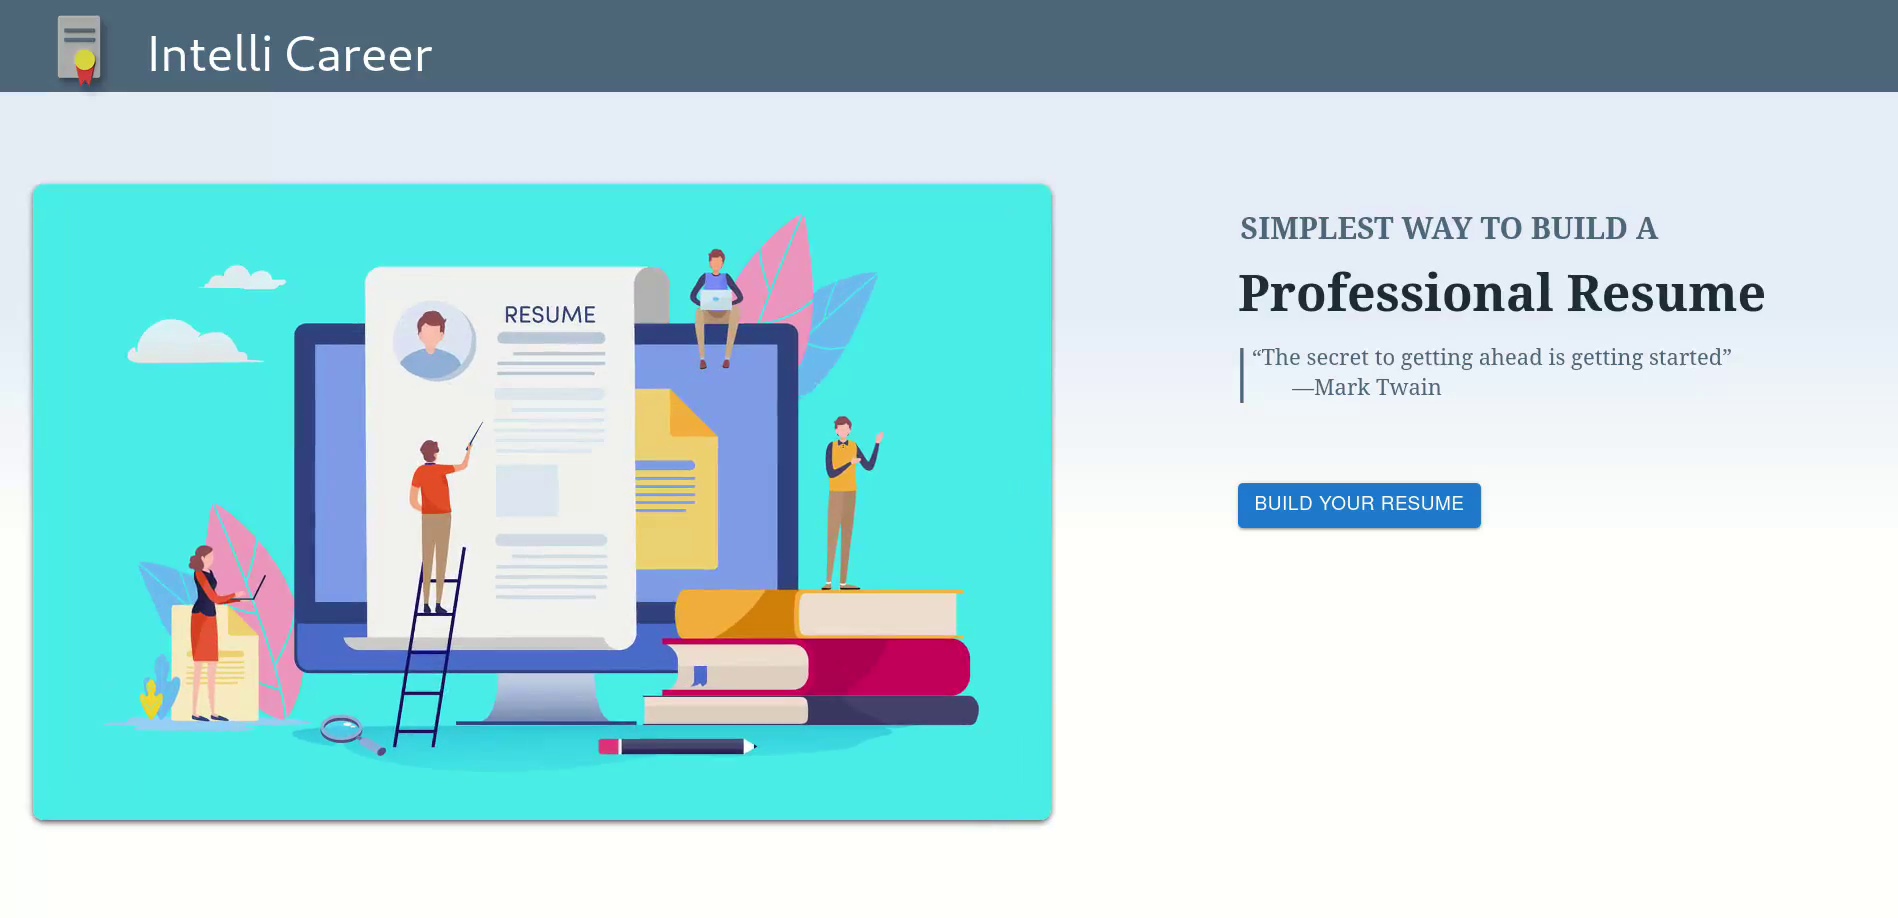 Intelli Career
RESUME
SIMPLEST WAY TO BUILD A
Professional Resume
“The secret to getting ahead is getting started”
—Mark Twain
BUILD YOUR RESUME